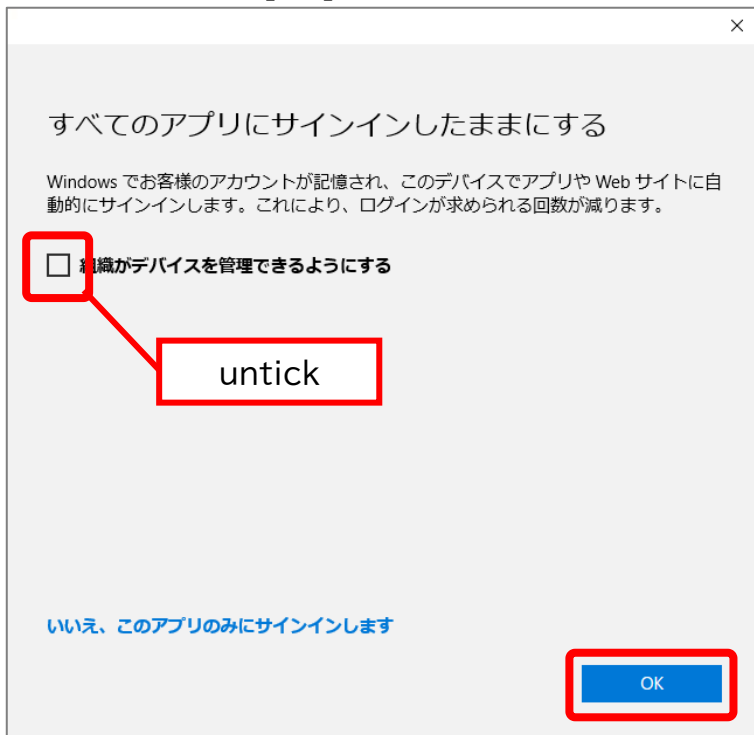 すべてのアプリにサインインしたままにする
Windows でお客様のアカウントが記憶され、このデバイスでアプリや Web サイトに自
動的にサインインします。これにより、ログインが求められる回数が減ります。
組織がデバイスを管理できるようにする
untick
いいえ、このアプリのみにサインインします
OK